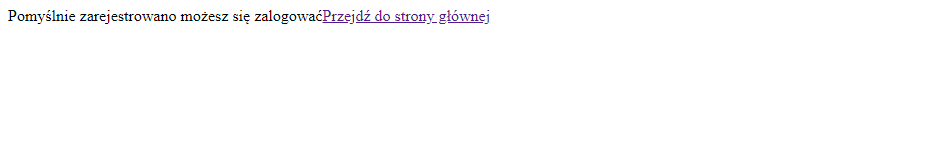 Pomyślnie zarejestrowano możesz się zalogowaćPrzejdź do strony głównej